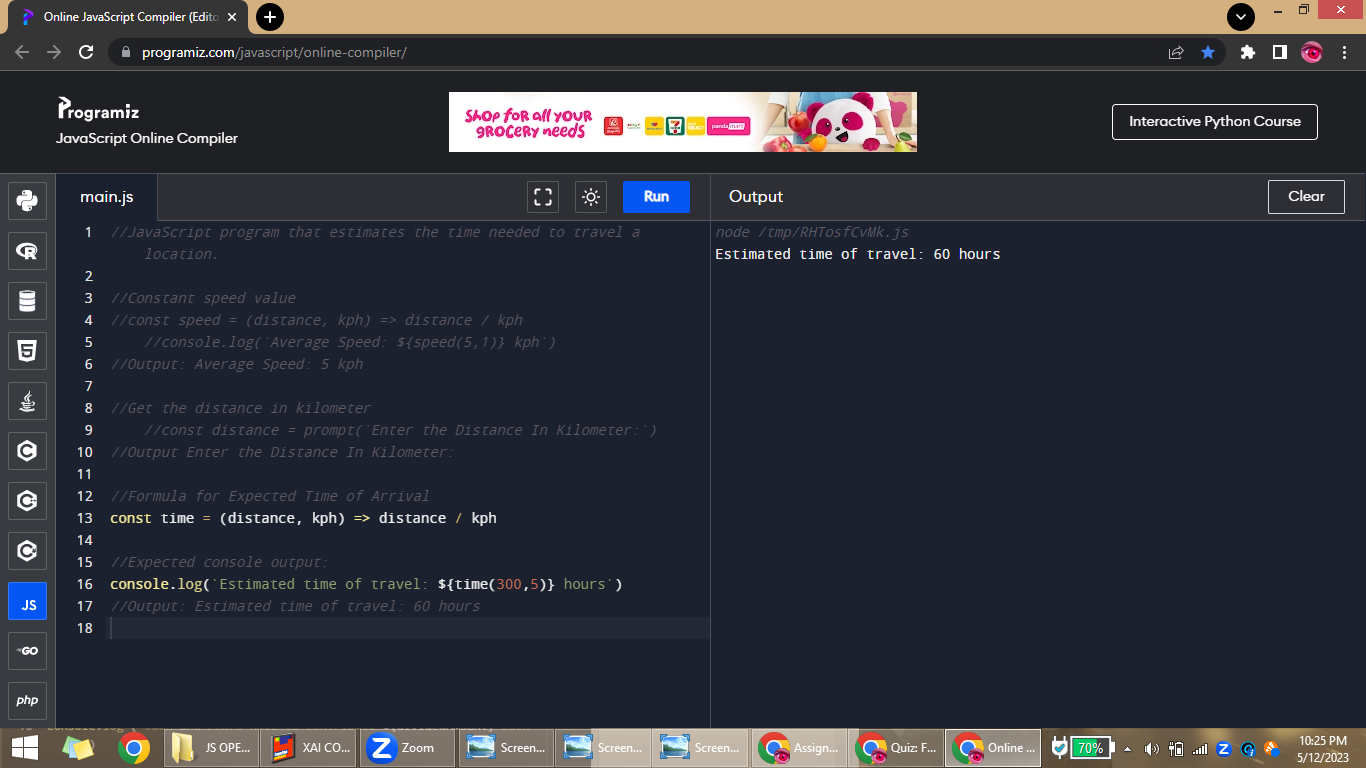 Online JavaScript Compiler (Edito
programiz.com/javascript/online-compiler/
Programiz
JavaScript Online Compiler
SHOP FOR all YOUR
GROCERY NEEDS
pandamart
Interactive Python Course
main.js
Run
Output
Clear
1 //JavaScript program that estimates the time needed to travel a
location.
2
3 //Constant speed value
4 //const speed = (distance, kph) => distance / kph
5 //console.log(`Average Speed: ${speed(5,1)} kph`)
6 //Output: Average Speed: 5 kph
7
8 //Get the distance in kilometer
9 //const distance = prompt(`Enter the Distance In Kilometer:`)
10 //Output Enter the Distance In Kilometer:
11
12 //Formula for Expected Time of Arrival
13 const time = (distance, kph) => distance / kph
14
15 //Expected console output:
16 console.log(`Estimated time of travel: ${time(300,5)} hours`)
17 //Output: Estimated time of travel: 60 hours
18
node /tmp/RHTosfCvMk.js
Estimated time of travel: 60 hours
R
5
C
C
C
JS
GO
php
JS OPE...
XAI CO...
Zoom
Screen...
Screen...
Screen...
Assign...
Quiz: F...
Online ...
70%
10:25 PM
5/12/2023